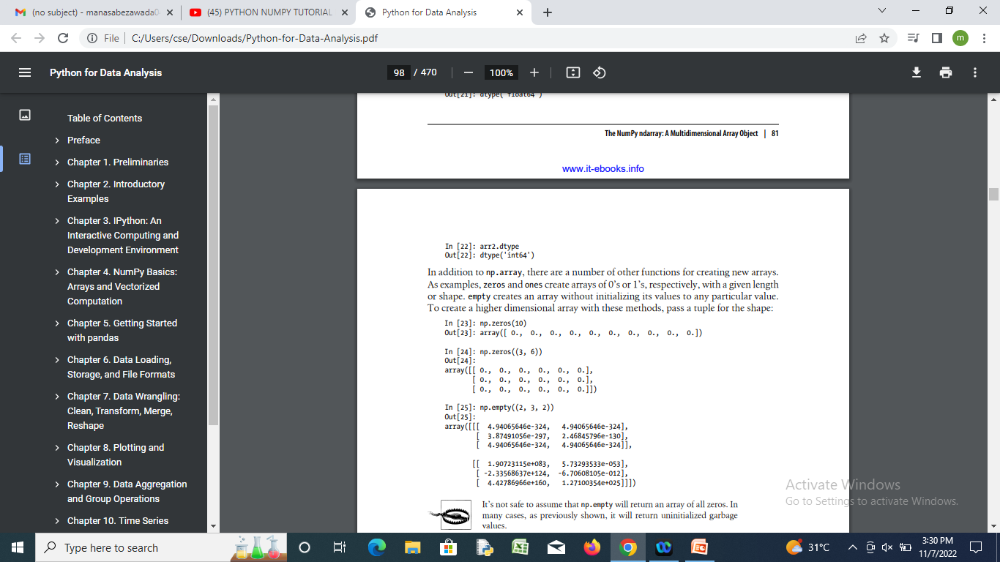 (no subject) - manasabezawada0
(45) PYTHON NUMPY TUTORIAL
Python for Data Analysis
File
C:/Users/cse/Downloads/Python-for-Data-Analysis.pdf
m
Python for Data Analysis
98 / 470
100%
Table of Contents
Preface
Chapter 1. Preliminaries
Chapter 2. Introductory
Examples
Chapter 3. IPython: An
Interactive Computing and
Development Environment
Chapter 4. NumPy Basics:
Arrays and Vectorized
Computation
Chapter 5. Getting Started
with pandas
Chapter 6. Data Loading,
Storage, and File Formats
Chapter 7. Data Wrangling:
Clean, Transform, Merge,
Reshape
Chapter 8. Plotting and
Visualization
Chapter 9. Data Aggregation
and Group Operations
Chapter 10. Time Series
Out[21]: dtype('float64')
The NumPy ndarray: A Multidimensional Array Object | 81
www.it-ebooks.info
In [22]: arr2.dtype
Out[22]: dtype('int64')
In addition to np.array, there are a number of other functions for creating new arrays.
As examples, zeros and ones create arrays of 0's or 1's, respectively, with a given length
or shape. empty creates an array without initializing its values to any particular value.
To create a higher dimensional array with these methods, pass a tuple for the shape:
In [23]: np.zeros(10)
Out[23]: array([ 0., 0., 0., 0., 0., 0., 0., 0., 0., 0.])
In [24]: np.zeros((3, 6))
Out[24]:
array([[ 0., 0., 0., 0., 0., 0.],
[ 0., 0., 0., 0., 0., 0.],
[ 0., 0., 0., 0., 0., 0.]])
In [25]: np.empty((2, 3, 2))
Out[25]:
array([[[ 4.94065646e-324, 4.94065646e-324],
[ 3.87491056e-297, 2.46845796e-130],
[ 4.94065646e-324, 4.94065646e-324]],
[[ 1.90723115e+083, 5.73293533e-053],
[ -2.33568637e+124, -6.70608105e-012],
[ 4.42786966e+160, 1.27100354e+025]]])
It's not safe to assume that np.empty will return an array of all zeros. In
many cases, as previously shown, it will return uninitialized garbage
values.
Activate Windows
Go to Settings to activate Windows.
Type here to search
31°C
3:30 PM
11/7/2022